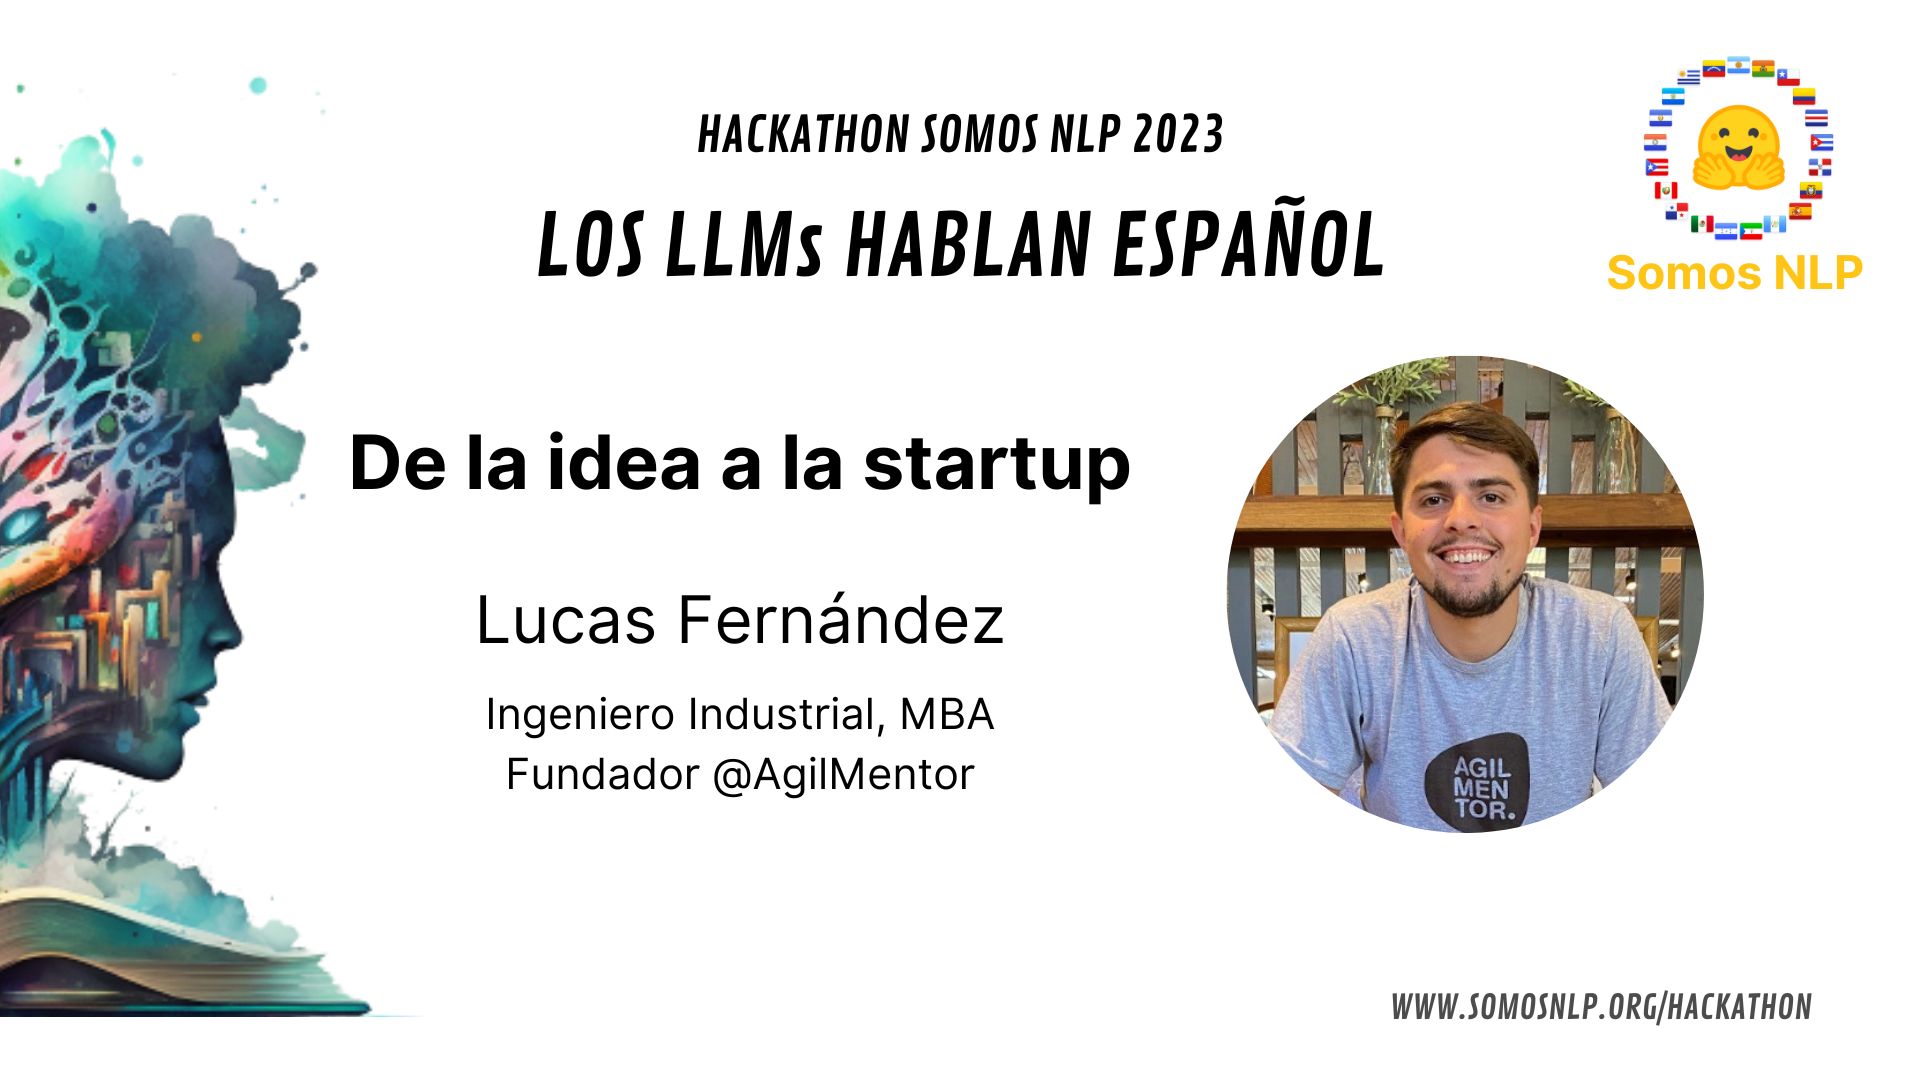 HACKATHON SOMOS NLP 2023
LOS LLMs HABLAN ESPAÑOL
Somos NLP
De la idea a la startup
Lucas Fernández
Ingeniero Industrial, MBA
Fundador @AgilMentor
AGIL
MEN
TOR.
WWW.SOMOSNLP.ORG/HACKATHON